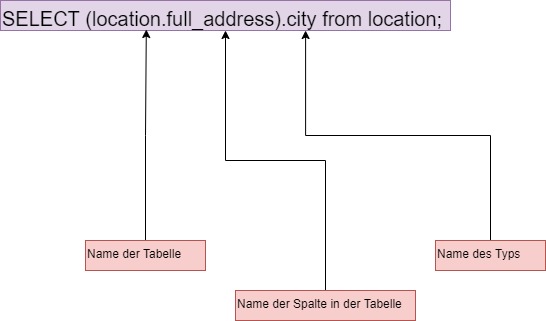 SELECT (location.full_address).city from location;
Name der Tabelle
Name des Typs
Name der Spalte in der Tabelle